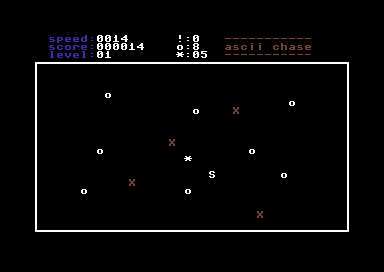 speed:0014 !:0 -----------
score:000014 o:8 ascii chase
level:01 *:05 -----------
o
o
o x
x
o * o
S o
x
o o
x